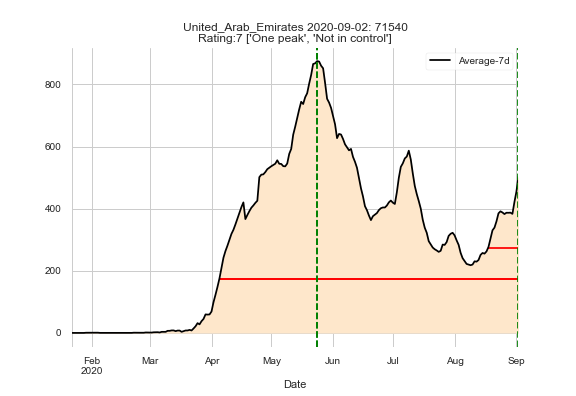 United_Arab_Emirates 2020-09-02: 71540
Rating:7 ['One peak', 'Not in control']
Average-7d
800
600
400
200
0
Feb
2020
Mar
Apr
May
Jun
Jul
Aug
Sep
Date